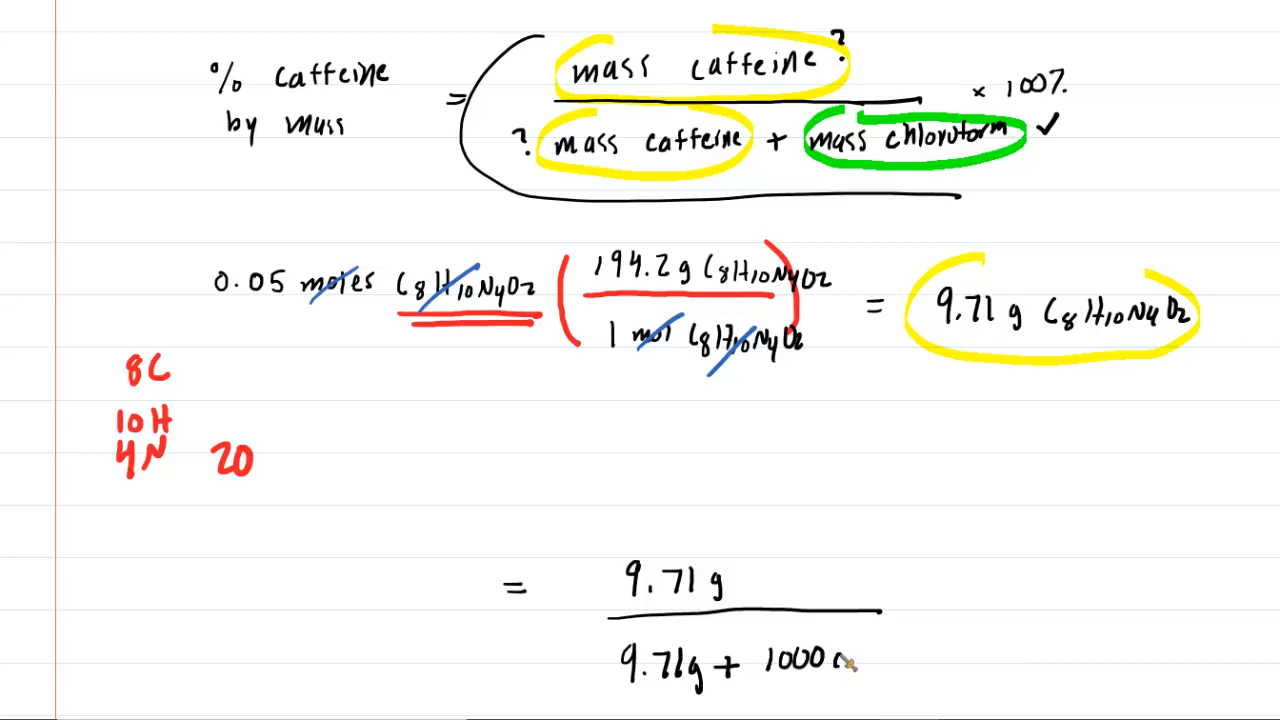 % caffeine by mass = ( mass caffeine ? / ? mass caffeine + mass chloroform ✓ × 100%
0.05 moles C8H10N4O2 ( 194.2 g C8H10N4O2 / 1 mol C8H10N4O2 ) = 9.71 g C8H10N4O2
8C
10H
4N 2O
= 9.71 g
9.71g + 1000